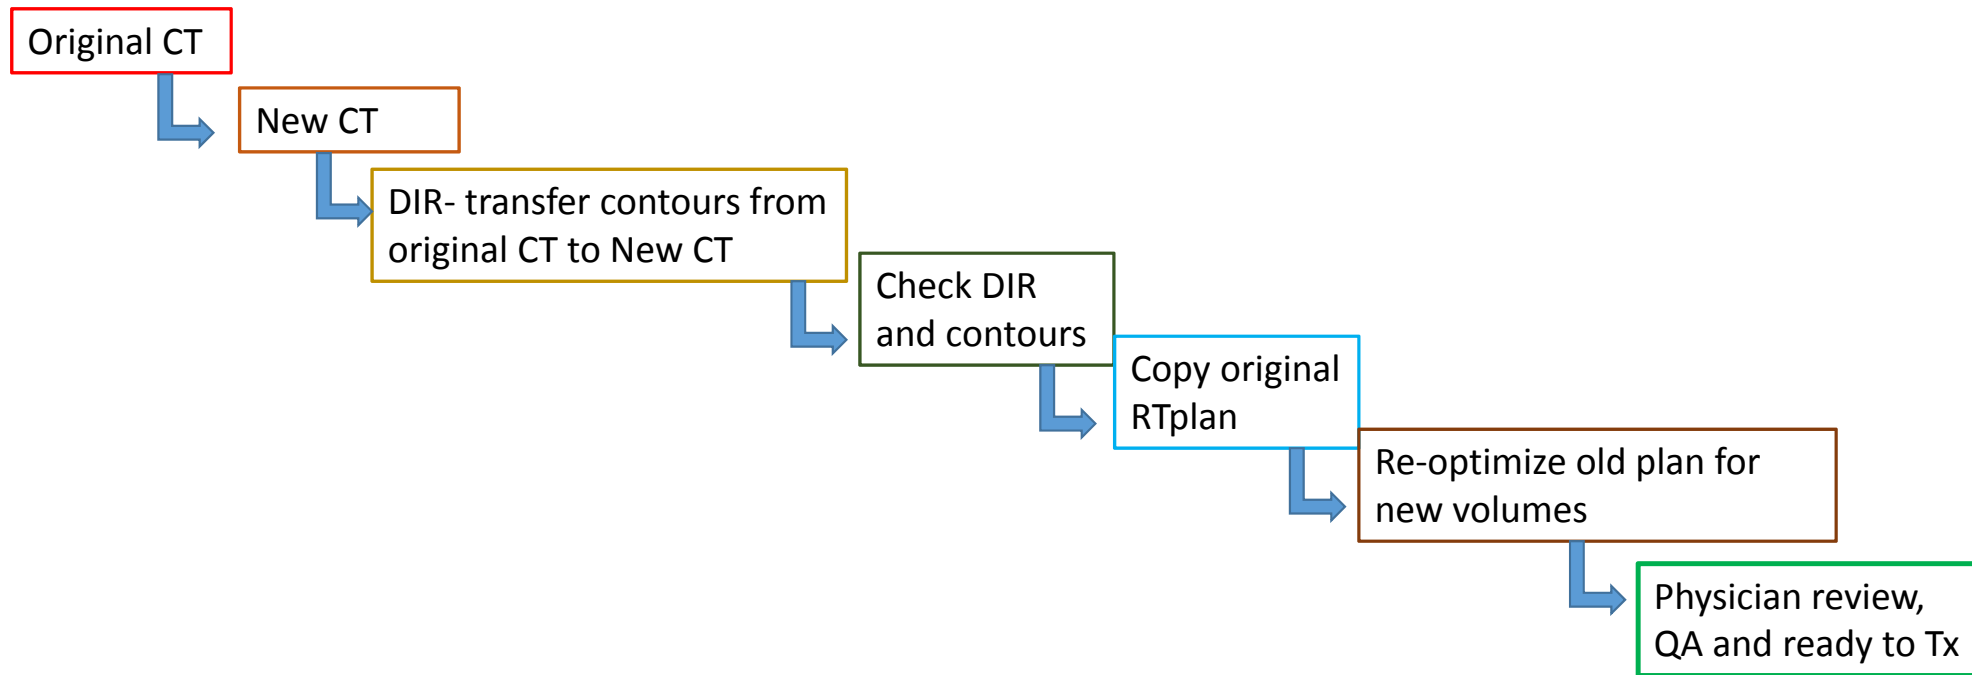 Original CT
New CT
DIR- transfer contours from
original CT to New CT
Check DIR
and contours
Copy original
RTplan
Re-optimize old plan for
new volumes
Physician review,
QA and ready to Tx